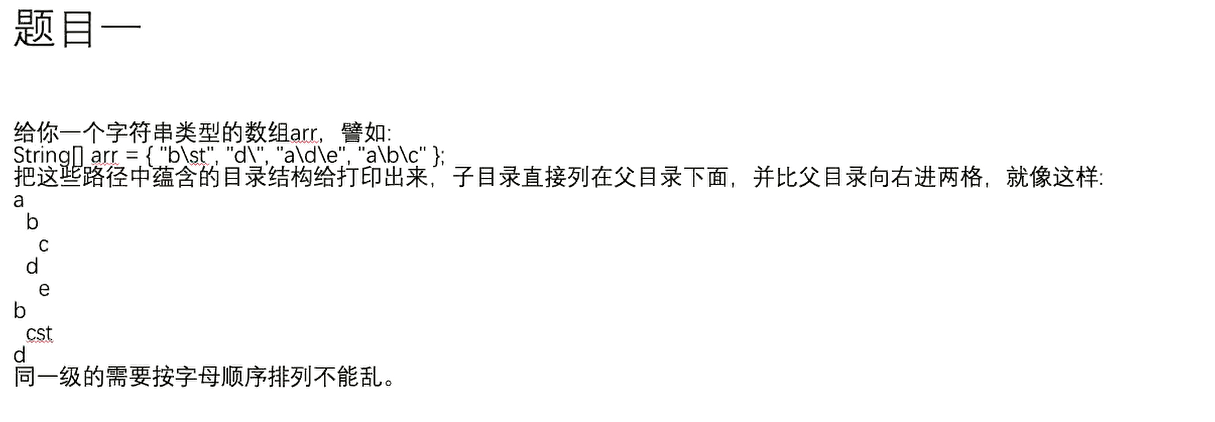 题目一
给你一个字符串类型的数组arr，譬如:
String[] arr = { "b\st", "d\", "a\d\e", "a\b\c" };
把这些路径中蕴含的目录结构给打印出来，子目录直接列在父目录下面，并比父目录向右进两格，就像这样:
a
  b
    c
  d
    e
b
  cst
d
同一级的需要按字母顺序排列不能乱。